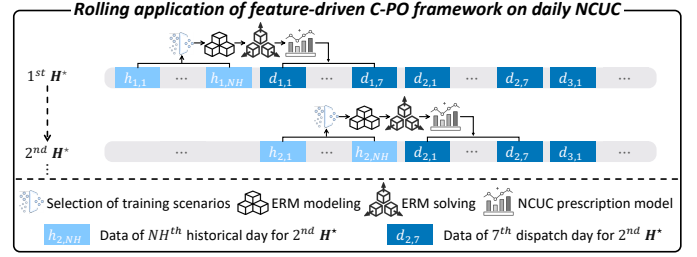 Rolling application of feature-driven C-PO framework on daily NCUC
1st H* h1,1 ... h1,NH d1,1 ... d1,7 d2,1 ... d2,7 d3,1 ...
2nd H* ... h2,1 ... h2,NH d2,1 ... d2,7 d3,1 ...
⋮
Selection of training scenarios ERM modeling ERM solving NCUC prescription model
h2,NH Data of NHth historical day for 2nd H* d2,7 Data of 7th dispatch day for 2nd H*